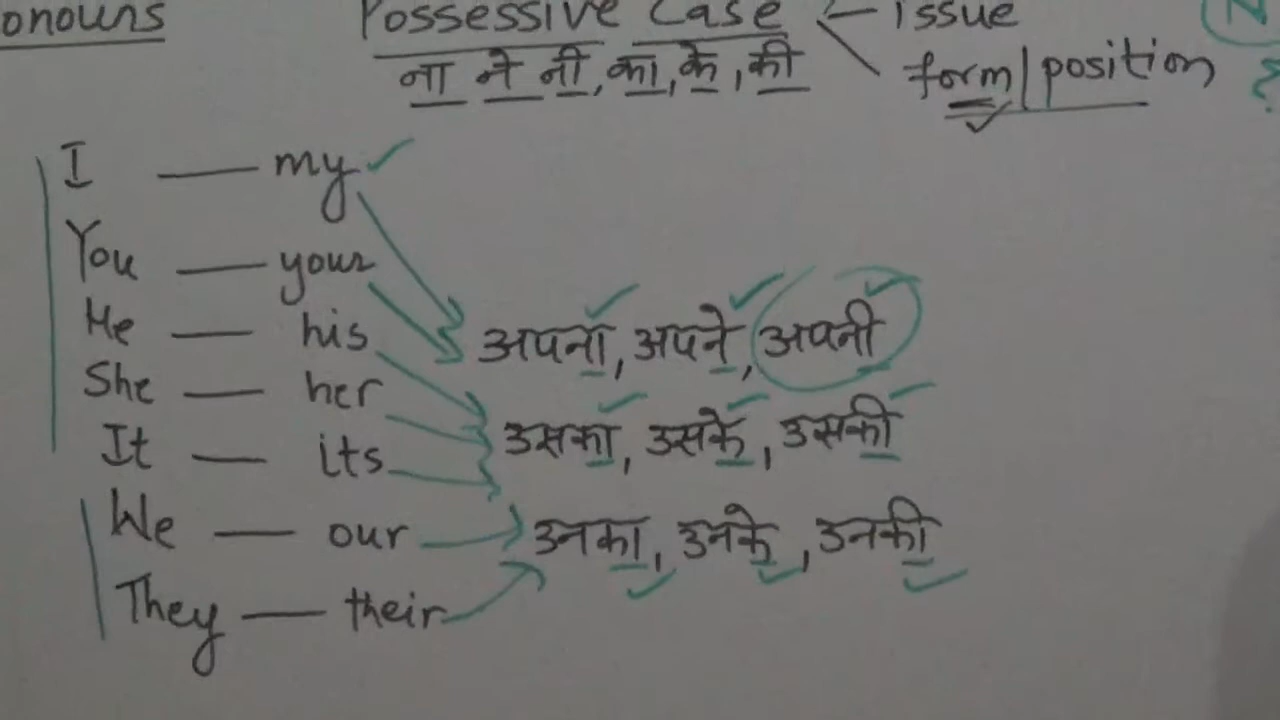 onouns Possessive Case issue
ना ने नी, का, के, की form/position
I — my
You — your
He — his अपना, अपने, अपनी
She — her उसका, उसके, उसकी
It — its
We — our उनका, उनके, उनकी
They — their